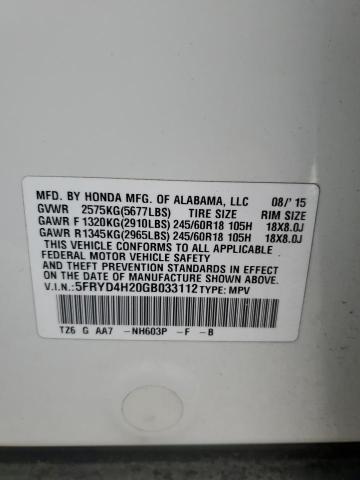 MFD. BY HONDA MFG. OF ALABAMA, LLC 08/'15
GVWR 2575KG(5677LBS) TIRE SIZE RIM SIZE
GAWR F 1320KG(2910LBS) 245/60R18 105H 18X8.0J
GAWR R1345KG(2965LBS) 245/60R18 105H 18X8.0J
THIS VEHICLE CONFORMS TO ALL APPLICABLE
FEDERAL MOTOR VEHICLE SAFETY AND THEFT
PREVENTION STANDARDS IN EFFECT ON THE
DATE OF MANUFACTURE SHOWN ABOVE.
V.I.N.:5FRYD4H20GB033112 TYPE: MPV
TZ6 G AA7 -NH603P -F -B